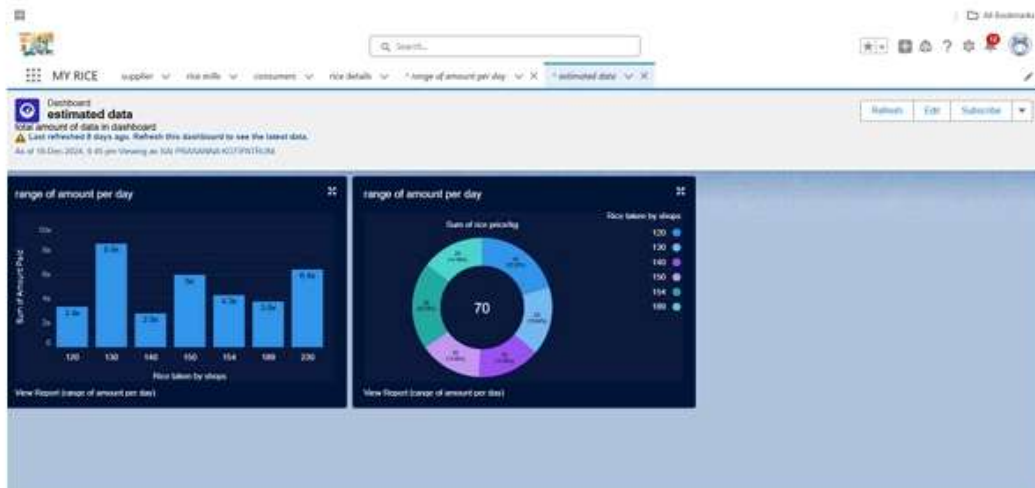 All Bookmarks
Search...
MY RICE
supplier
rice mills
consumers
rice details
* range of amount per day
* estimated data
Dashboard
estimated data
total amount of data in dashboard
Last refreshed 8 days ago. Refresh this dashboard to see the latest data.
Refresh
Edit
Subscribe
range of amount per day
Sum of Amount Paid
120
130
140
150
154
180
230
Rice taken by shops
View Report (range of amount per day)
range of amount per day
Sum of rice price/kg
70
Rice taken by shops
120
130
140
150
154
180
View Report (range of amount per day)